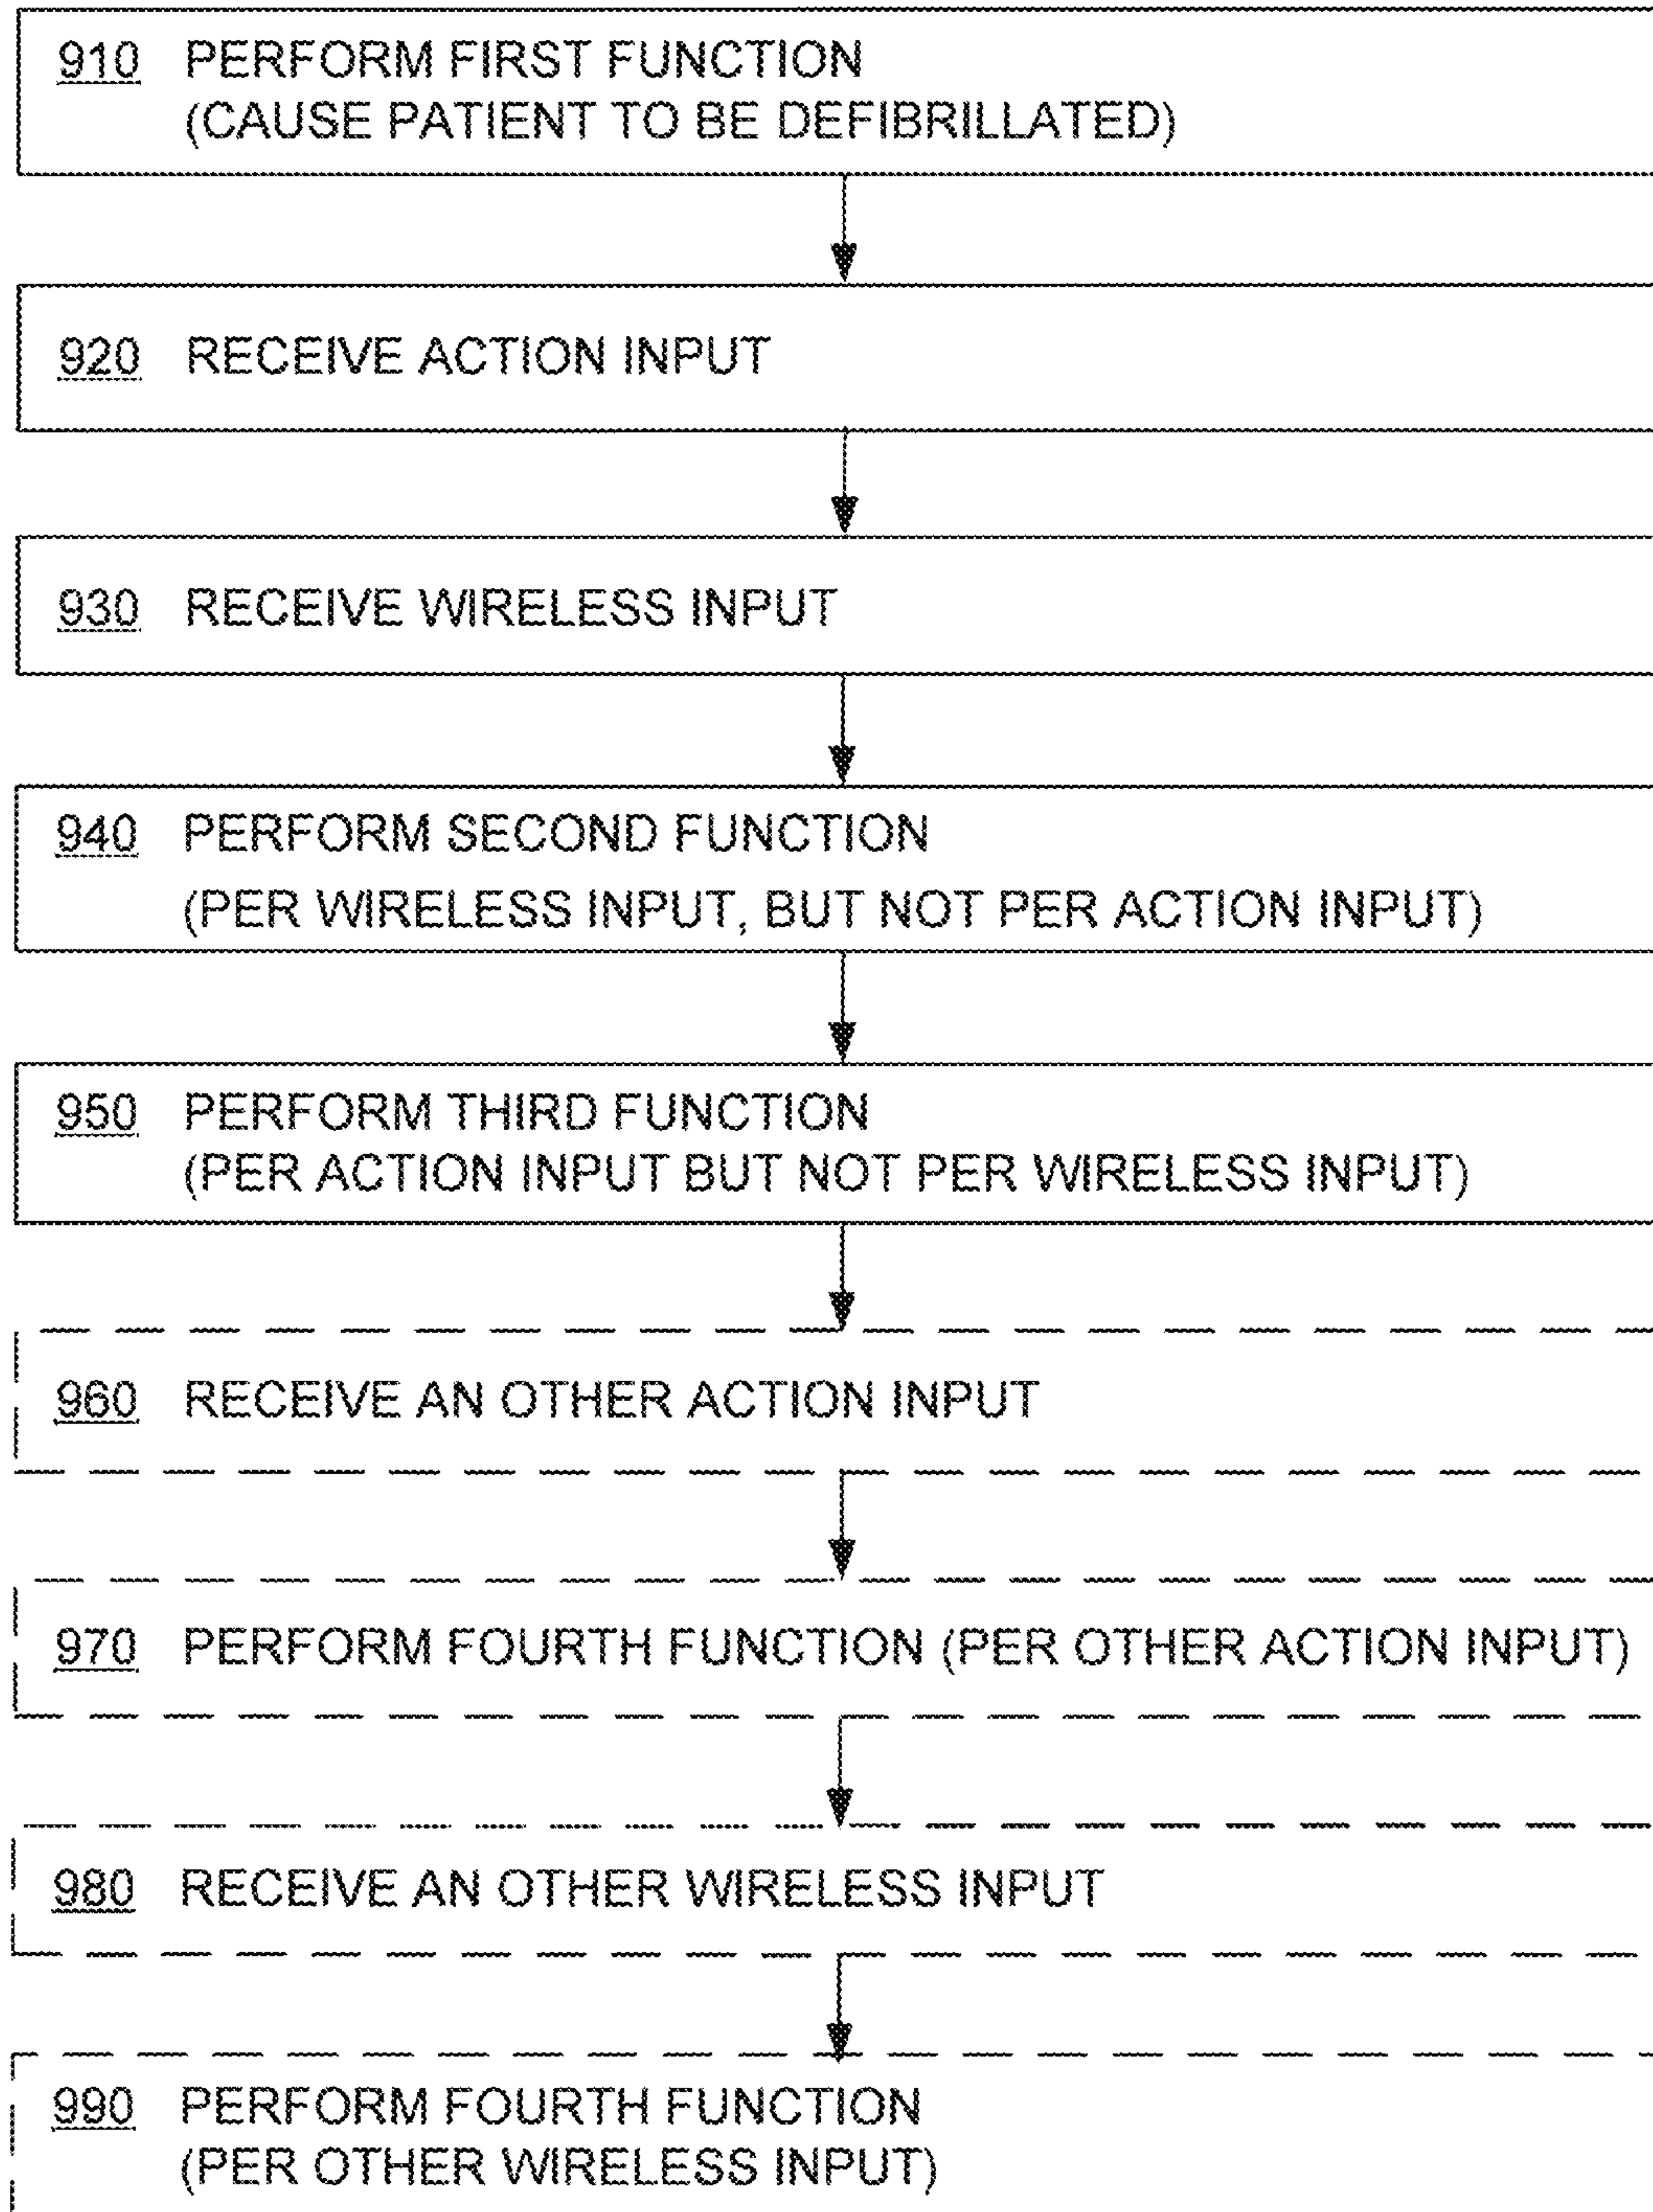 910 PERFORM FIRST FUNCTION
(CAUSE PATIENT TO BE DEFIBRILLATED)
920 RECEIVE ACTION INPUT
930 RECEIVE WIRELESS INPUT
940 PERFORM SECOND FUNCTION
(PER WIRELESS INPUT, BUT NOT PER ACTION INPUT)
950 PERFORM THIRD FUNCTION
(PER ACTION INPUT BUT NOT PER WIRELESS INPUT)
960 RECEIVE AN OTHER ACTION INPUT
970 PERFORM FOURTH FUNCTION (PER OTHER ACTION INPUT)
980 RECEIVE AN OTHER WIRELESS INPUT
990 PERFORM FOURTH FUNCTION
(PER OTHER WIRELESS INPUT)